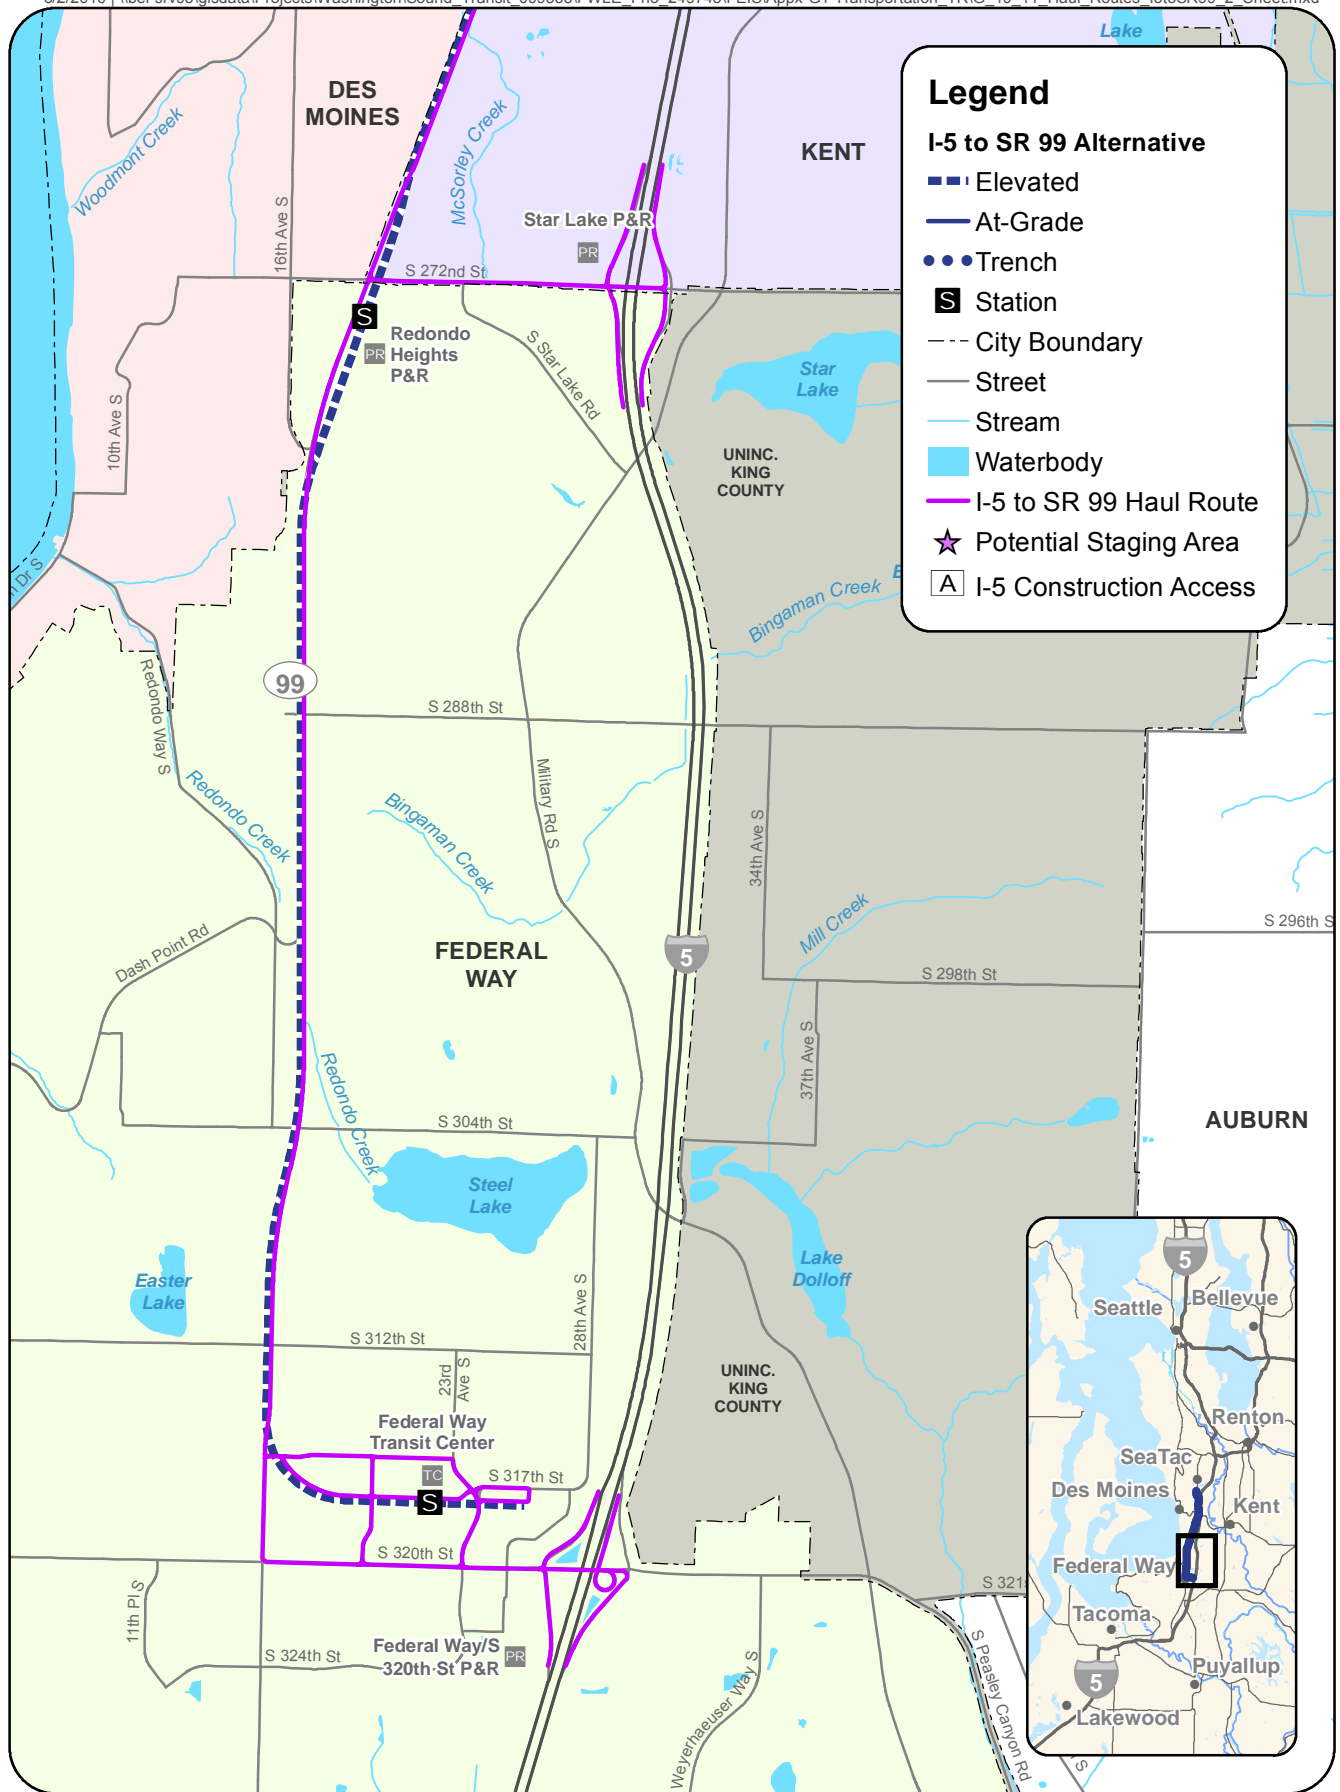 Lake
DES
MOINES
KENT
Woodmont Creek
McSorley Creek
16th Ave S
Star Lake P&R
PR
S 272nd St
S
Redondo
Heights
P&R
PR
S Star Lake Rd
Star
Lake
10th Ave S
UNINC.
KING
COUNTY
Bingaman Creek
Dr S
Redondo Way S
99
S 288th St
Military Rd S
Redondo Creek
Bingaman Creek
34th Ave S
Mill Creek
S 296th S
Dash Point Rd
FEDERAL
WAY
5
S 298th St
37th Ave S
Redondo Creek
S 304th St
AUBURN
Steel
Lake
Easter
Lake
Lake
Dolloff
28th Ave S
S 312th St
23rd
Ave S
UNINC.
KING
COUNTY
Federal Way
Transit Center
TC
S 317th St
S
S 320th St
S 321s
11th Pl S
S 324th St
Federal Way/S
320th St P&R
PR
Weyerhaeuser Way S
S Peasley Canyon Rd
S
Legend
I-5 to SR 99 Alternative
Elevated
At-Grade
Trench
S Station
City Boundary
Street
Stream
Waterbody
I-5 to SR 99 Haul Route
Potential Staging Area
A I-5 Construction Access
5
Seattle
Bellevue
Renton
SeaTac
Des Moines
Kent
Federal Way
Tacoma
5
Puyallup
Lakewood